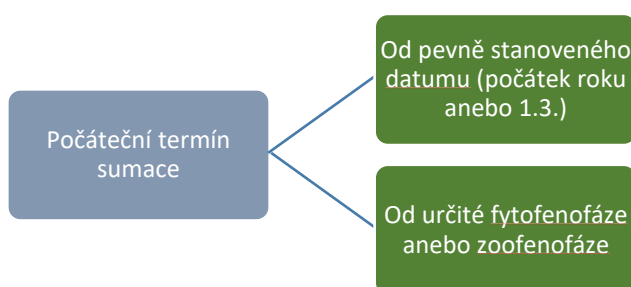 Počáteční termín
sumace
Od pevně stanoveného
datumu (počátek roku
anebo 1.3.)
Od určité fytofenofáze
anebo zoofenofáze